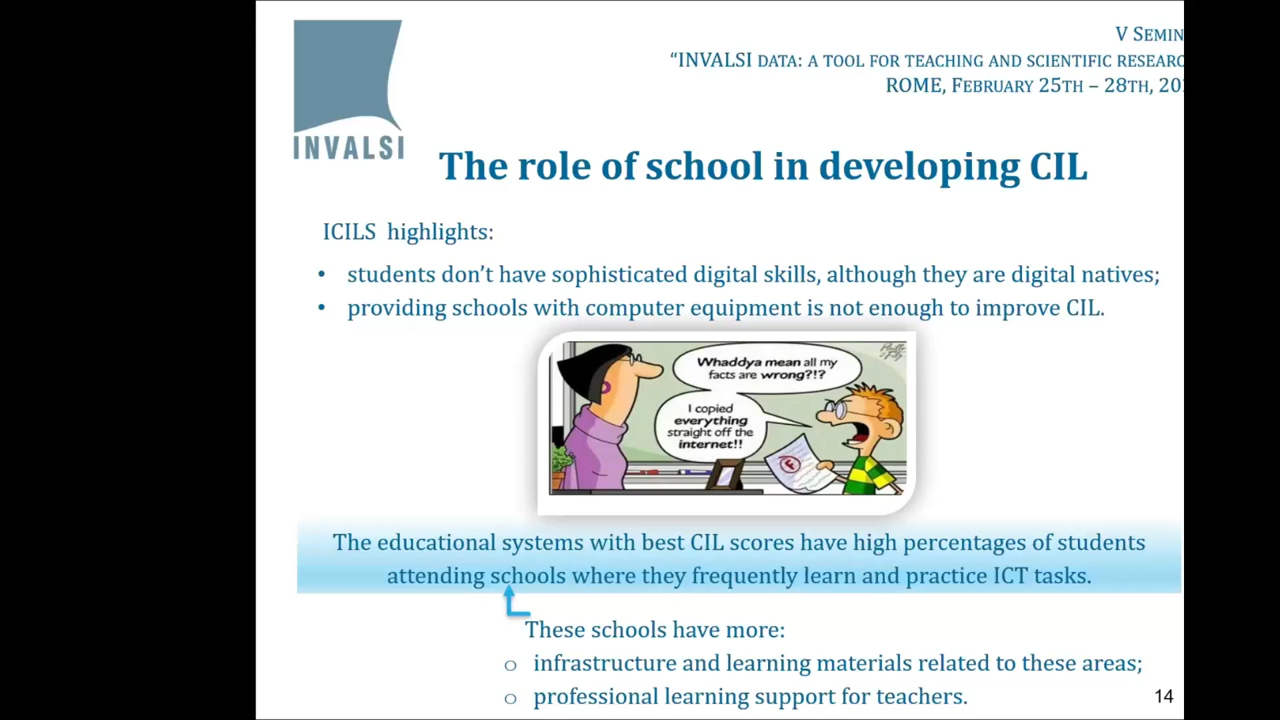 V SEMIN
“INVALSI DATA: A TOOL FOR TEACHING AND SCIENTIFIC RESEARC
ROME, FEBRUARY 25TH – 28TH, 20
INVALSI
The role of school in developing CIL
ICILS highlights:
• students don’t have sophisticated digital skills, although they are digital natives;
• providing schools with computer equipment is not enough to improve CIL.
Whaddya mean all my
facts are wrong?!?
I copied
everything
straight off the
internet!!
F
The educational systems with best CIL scores have high percentages of students
attending schools where they frequently learn and practice ICT tasks.
These schools have more:
o infrastructure and learning materials related to these areas;
o professional learning support for teachers.
14